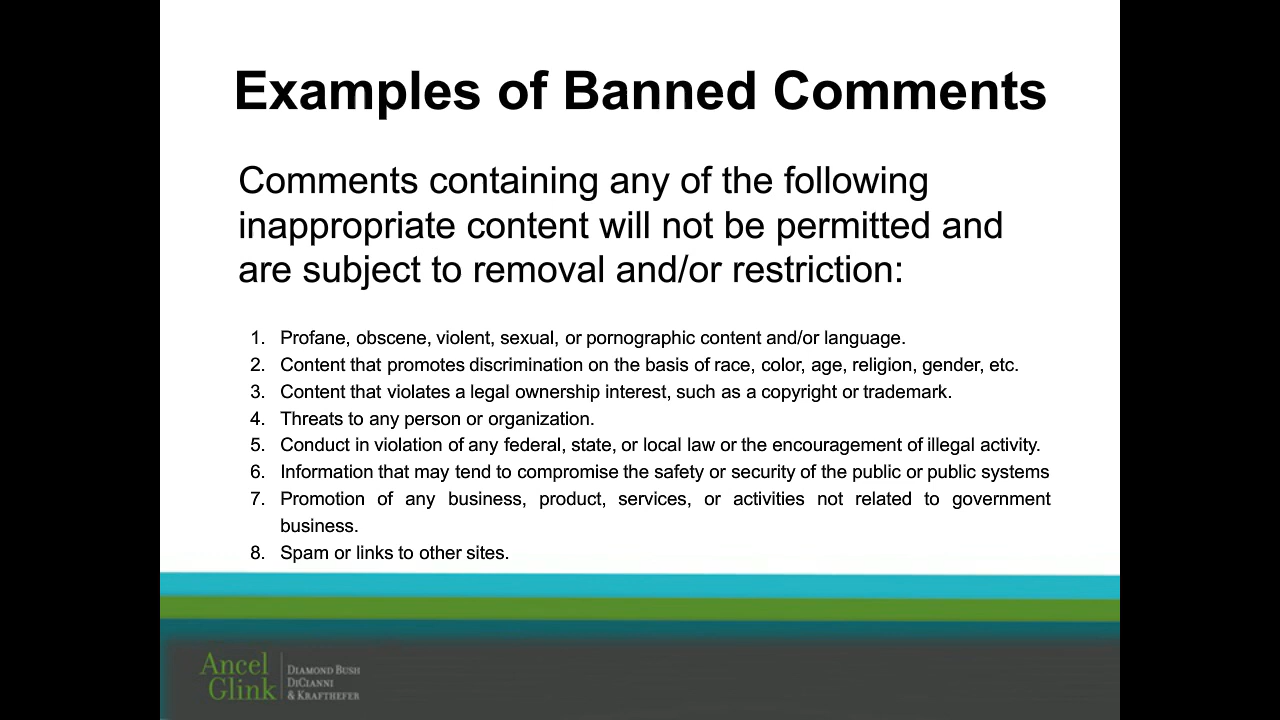 Examples of Banned Comments
Comments containing any of the following
inappropriate content will not be permitted and
are subject to removal and/or restriction:
1. Profane, obscene, violent, sexual, or pornographic content and/or language.
2. Content that promotes discrimination on the basis of race, color, age, religion, gender, etc.
3. Content that violates a legal ownership interest, such as a copyright or trademark.
4. Threats to any person or organization.
5. Conduct in violation of any federal, state, or local law or the encouragement of illegal activity.
6. Information that may tend to compromise the safety or security of the public or public systems
7. Promotion of any business, product, services, or activities not related to government
business.
8. Spam or links to other sites.
Ancel
Glink
Diamond Bush
DiCianni
& Krafthefer